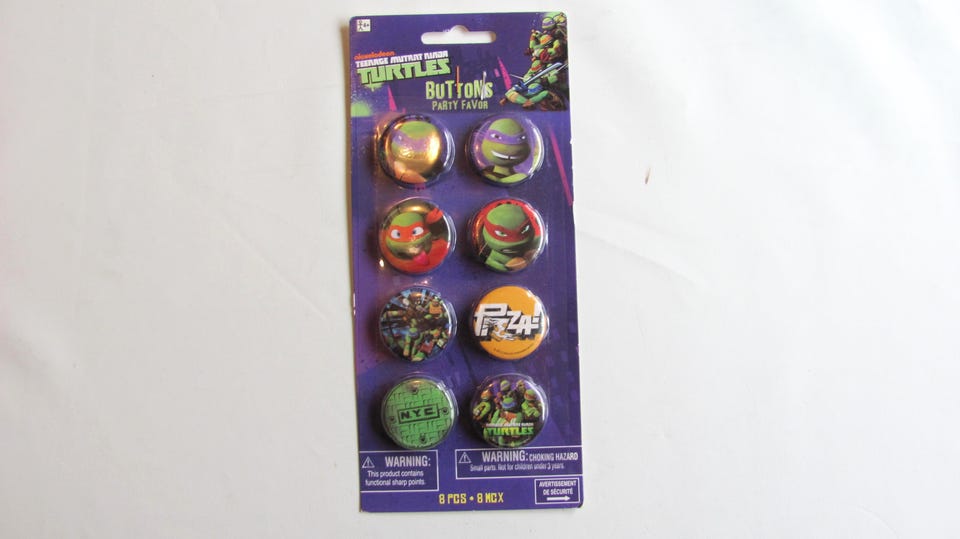 4+
nickelodeon
TEENAGE MUTANT NINJA
TURTLES
BUTTONS
PARTY FAVOR
PIZZA!
N.Y.C
TEENAGE MUTANT NINJA
TURTLES
WARNING:
This product contains
functional sharp points.
WARNING: CHOKING HAZARD
Small parts. Not for children under 3 years.
AVERTISSEMENT
DE SÉCURITÉ
8 PCS • 8 MCX